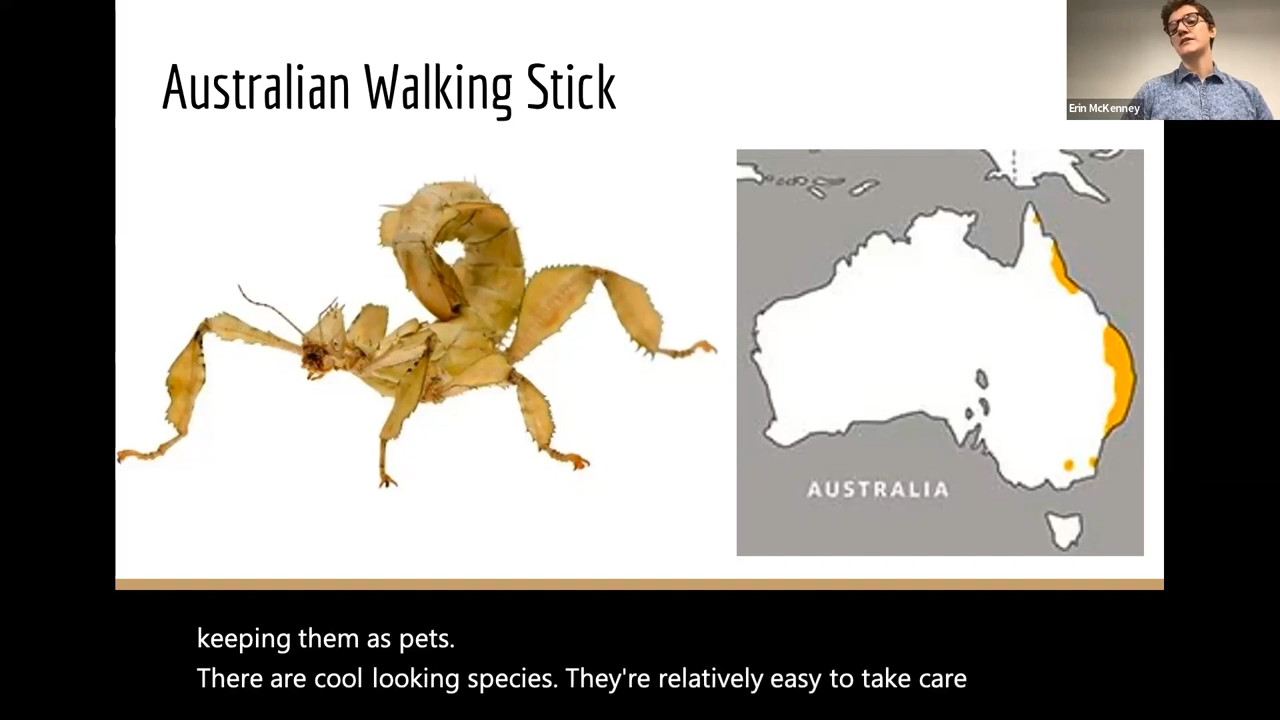 Australian Walking Stick
Erin McKenney
AUSTRALIA
keeping them as pets.
There are cool looking species. They're relatively easy to take care